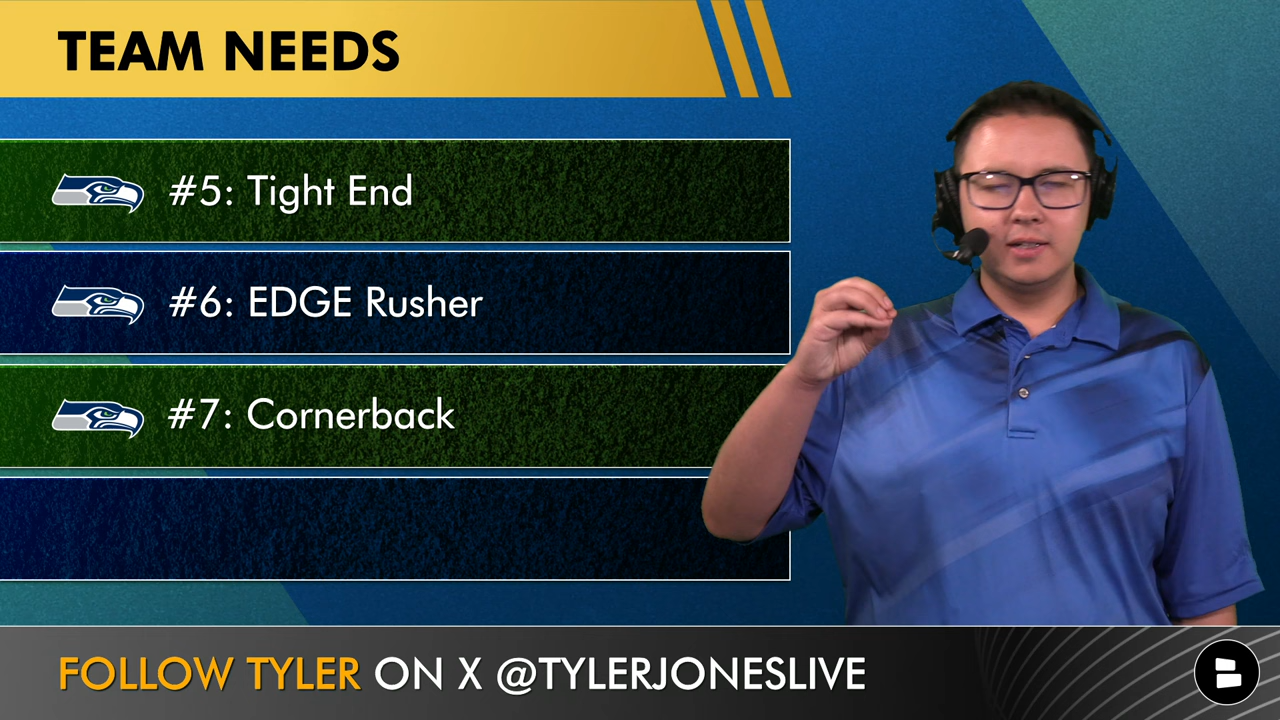 TEAM NEEDS
#5: Tight End
#6: EDGE Rusher
#7: Cornerback
FOLLOW TYLER ON X @TYLERJONESLIVE